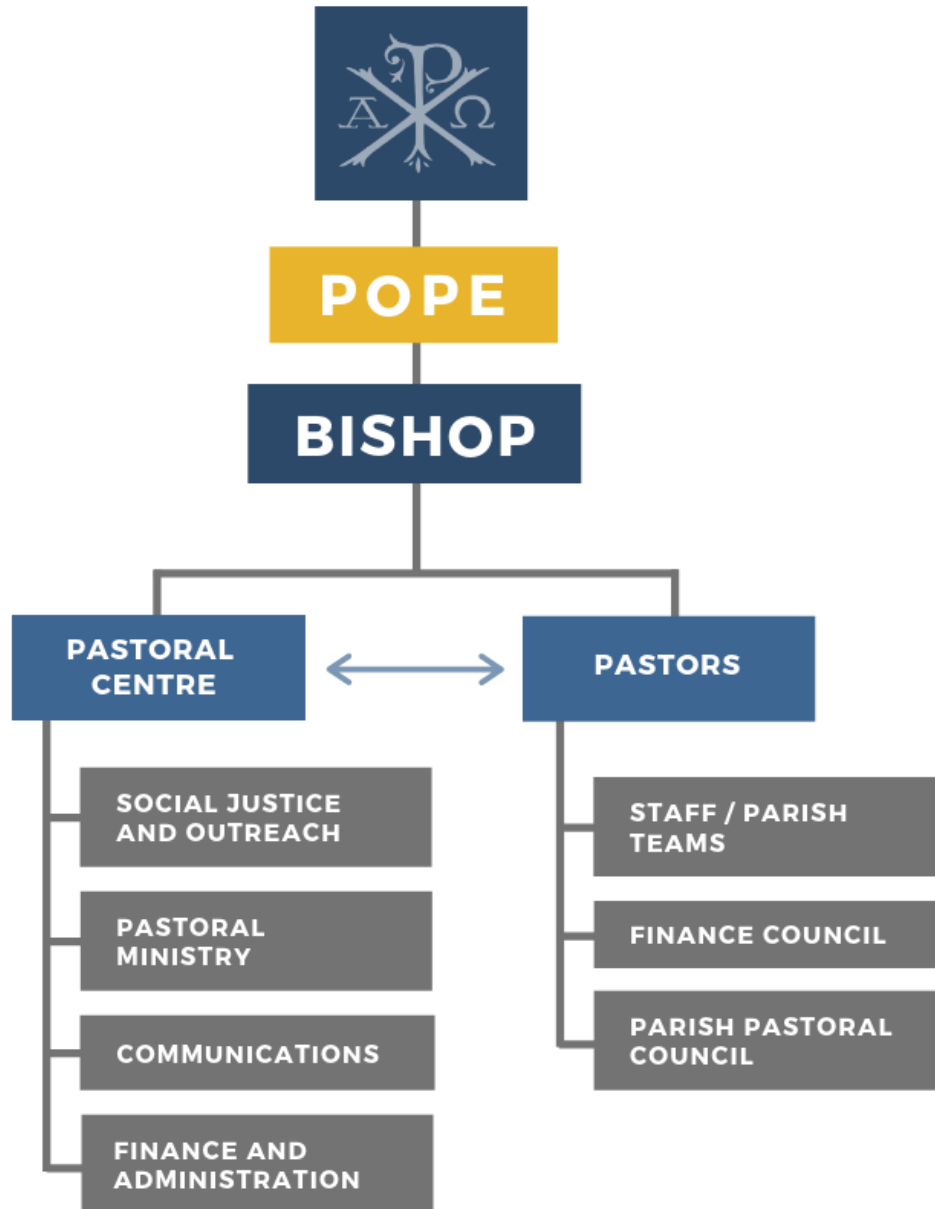 Α Ω
POPE
BISHOP
PASTORAL
CENTRE
PASTORS
SOCIAL JUSTICE
AND OUTREACH
PASTORAL
MINISTRY
COMMUNICATIONS
FINANCE AND
ADMINISTRATION
STAFF / PARISH
TEAMS
FINANCE COUNCIL
PARISH PASTORAL
COUNCIL